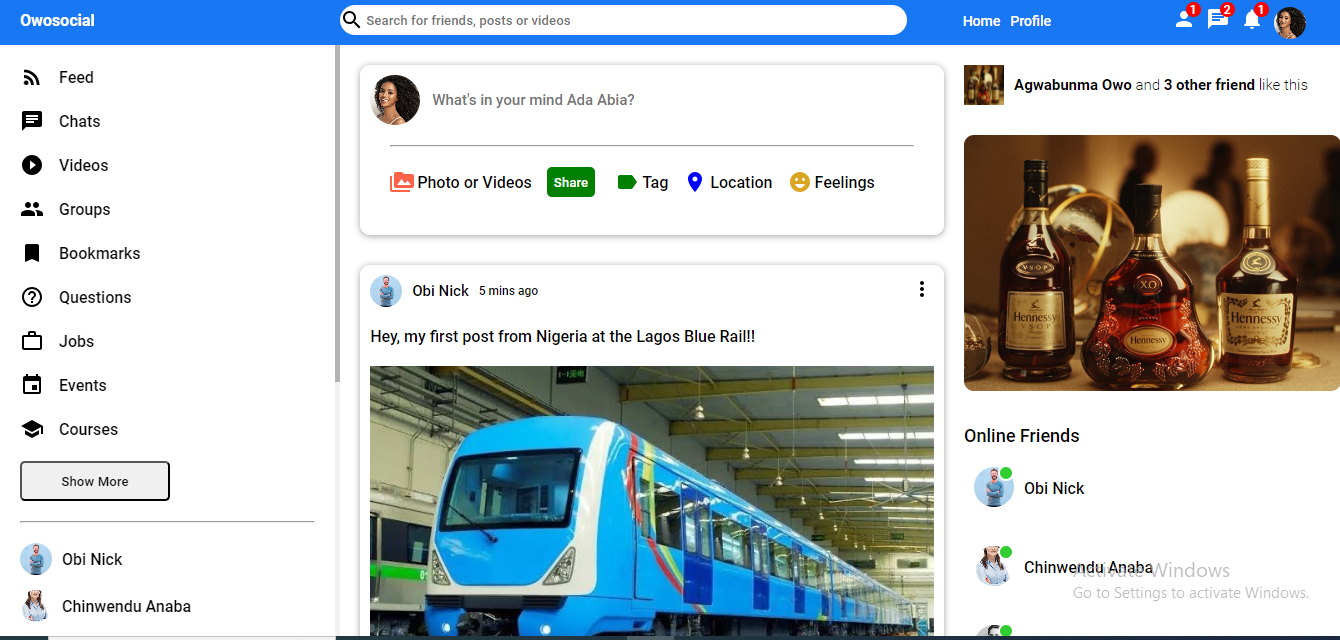 Owosocial
Search for friends, posts or videos
Home Profile
1
2
1
Feed
Chats
Videos
Groups
Bookmarks
Questions
Jobs
Events
Courses
Show More
Obi Nick
Chinwendu Anaba
What's in your mind Ada Abia?
Photo or Videos Share Tag Location Feelings
Obi Nick 5 mins ago
Hey, my first post from Nigeria at the Lagos Blue Rail!!
Agwabunma Owo and 3 other friend like this
V·S·O·P
Hennessy
V·S·O·P
X.O
Hennessy
Hennessy
Online Friends
Obi Nick
Chinwendu Anaba
Activate Windows
Go to Settings to activate Windows.